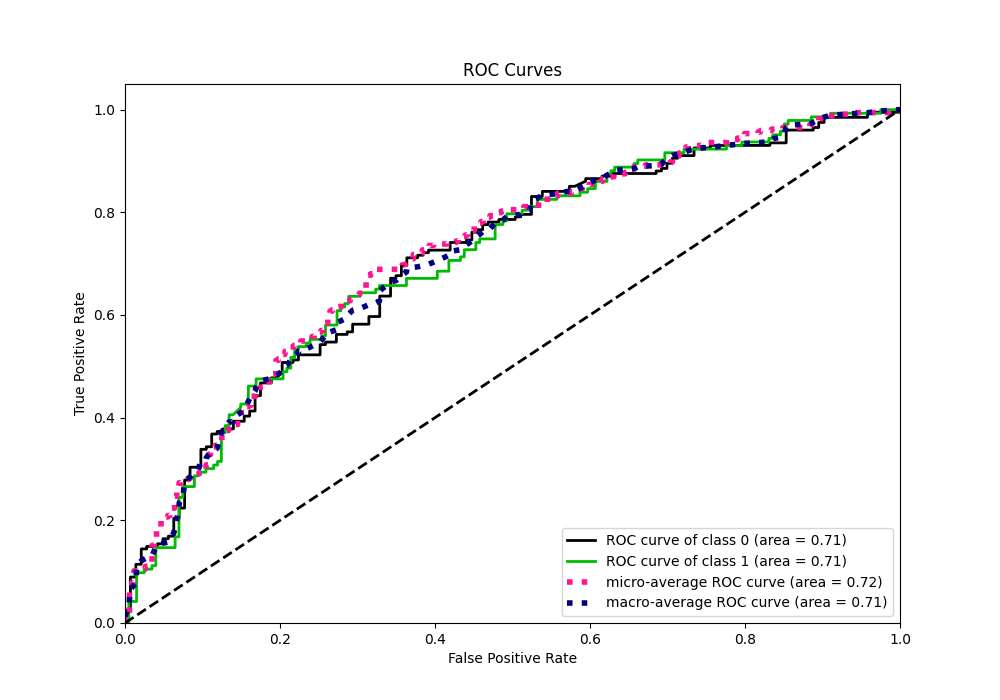 ROC Curves
True Positive Rate
1.0
0.8
0.6
0.4
0.2
0.0
0.0 0.2 0.4 0.6 0.8 1.0
False Positive Rate
ROC curve of class 0 (area = 0.71)
ROC curve of class 1 (area = 0.71)
micro-average ROC curve (area = 0.72)
macro-average ROC curve (area = 0.71)